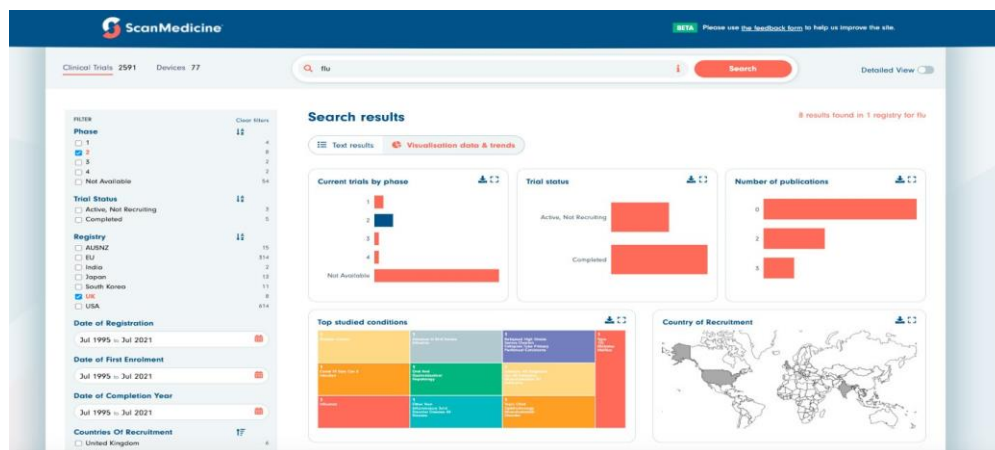 ScanMedicine
BETA Please use the feedback form to help us improve the site.
Clinical Trials 2591 Devices 77
flu
i
Search
Detailed View
FILTER Clear filters
Phase
1 4
2 8
3 2
4 2
Not Available 54
Trial Status
Active, Not Recruiting 3
Completed 5
Registry
AUSNZ 15
EU 314
India 2
Japan 13
South Korea 11
UK 8
USA 614
Date of Registration
Jul 1995 to Jul 2021
Date of First Enrolment
Jul 1995 to Jul 2021
Date of Completion Year
Jul 1995 to Jul 2021
Countries Of Recruitment
United Kingdom 6
Search results
8 results found in 1 registry for flu
Text results
Visualisation data & trends
Current trials by phase
1
2
3
4
Not Available
Trial status
Active, Not Recruiting
Completed
Number of publications
0
2
3
Top studied conditions
Country of Recruitment